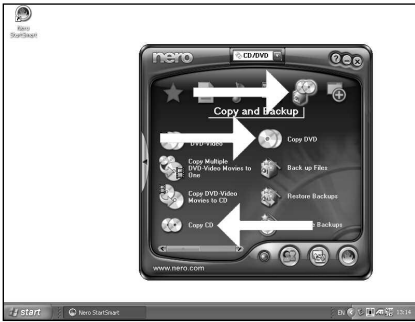 Nero
StartSmart
nero
CD/DVD
Copy and Backup
DVD-Video
Copy DVD
Copy Multiple
DVD-Video Movies to
One
Back up Files
Copy DVD-Video
Movies to CD
Restore Backups
Copy CD
Backups
www.nero.com
start
Nero StartSmart
EN
13:14